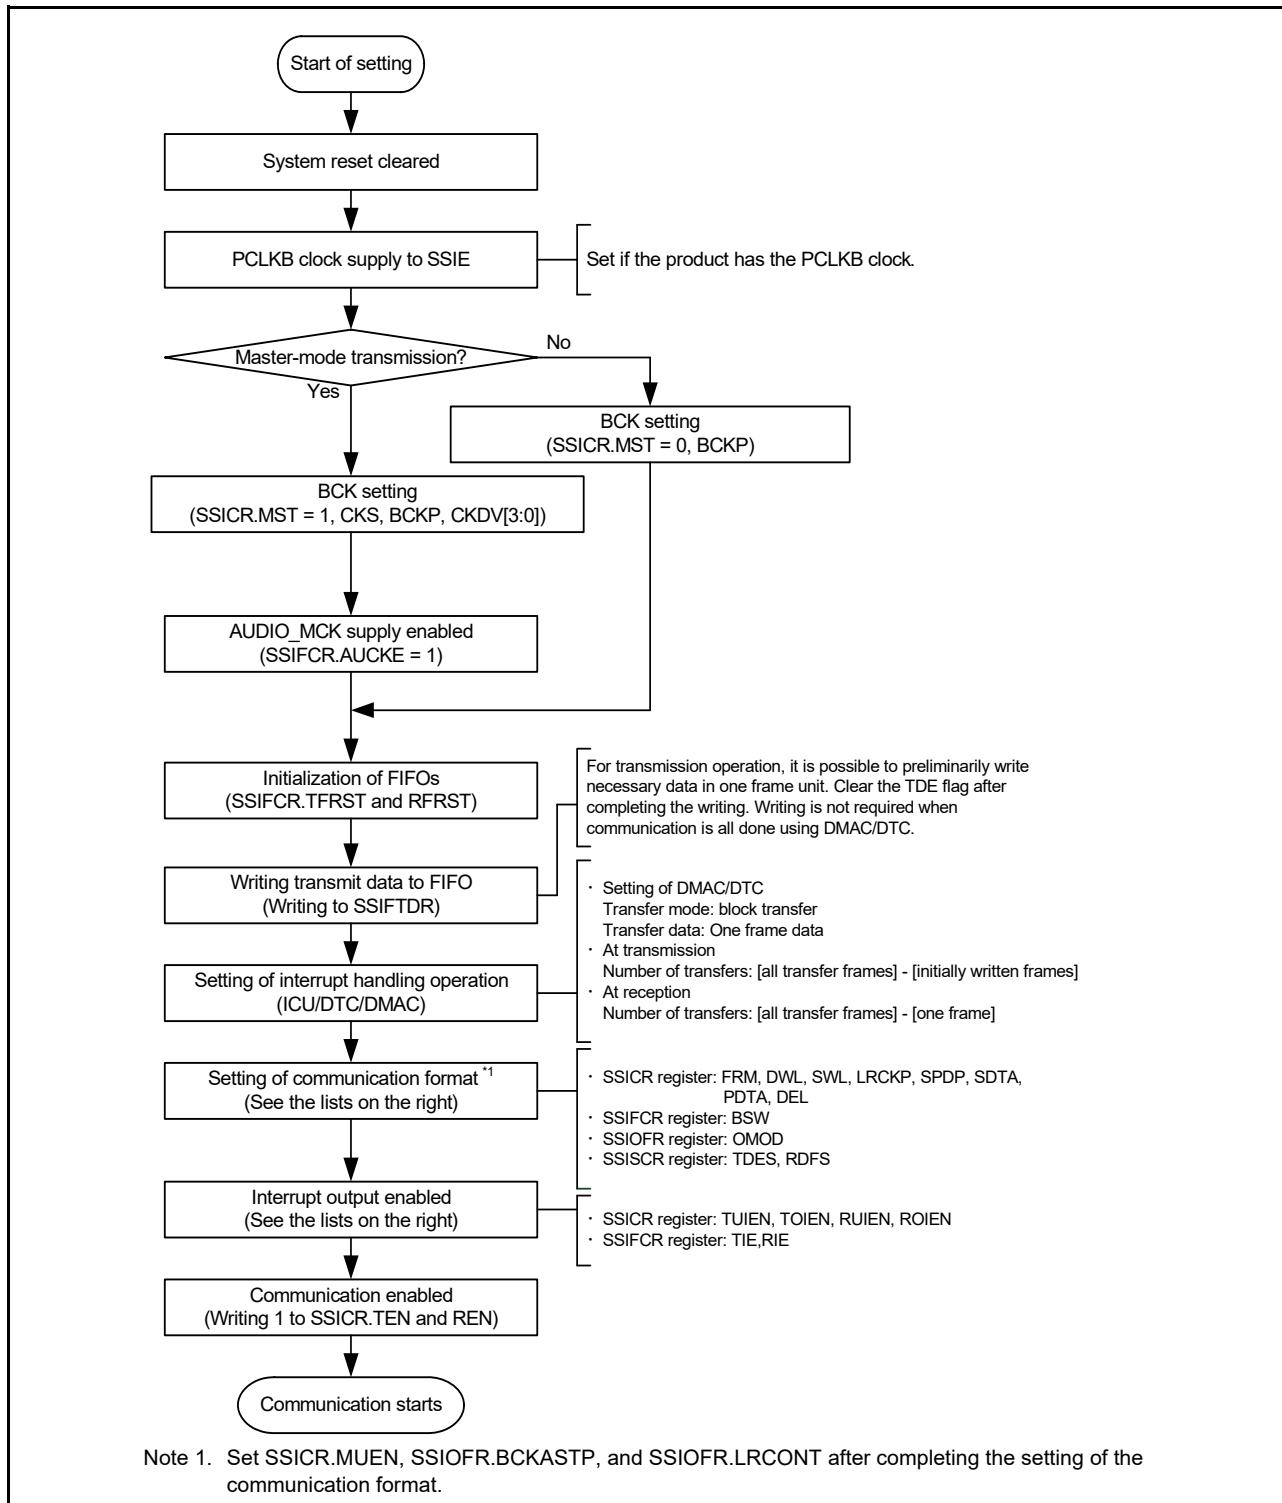 Start of setting
System reset cleared
PCLKB clock supply to SSIE
Set if the product has the PCLKB clock.
Master-mode transmission?
No
Yes
BCK setting
(SSICR.MST = 0, BCKP)
BCK setting
(SSICR.MST = 1, CKS, BCKP, CKDV[3:0])
AUDIO_MCK supply enabled
(SSIFCR.AUCKE = 1)
Initialization of FIFOs
(SSIFCR.TFRST and RFRST)
For transmission operation, it is possible to preliminarily write
necessary data in one frame unit. Clear the TDE flag after
completing the writing. Writing is not required when
communication is all done using DMAC/DTC.
Writing transmit data to FIFO
(Writing to SSIFTDR)
Setting of interrupt handling operation
(ICU/DTC/DMAC)
· Setting of DMAC/DTC
Transfer mode: block transfer
Transfer data: One frame data
· At transmission
Number of transfers: [all transfer frames] - [initially written frames]
· At reception
Number of transfers: [all transfer frames] - [one frame]
Setting of communication format *1
(See the lists on the right)
· SSICR register: FRM, DWL, SWL, LRCKP, SPDP, SDTA,
PDTA, DEL
· SSIFCR register: BSW
· SSIOFR register: OMOD
· SSISCR register: TDES, RDFS
Interrupt output enabled
(See the lists on the right)
· SSICR register: TUIEN, TOIEN, RUIEN, ROIEN
· SSIFCR register: TIE,RIE
Communication enabled
(Writing 1 to SSICR.TEN and REN)
Communication starts
Note 1. Set SSICR.MUEN, SSIOFR.BCKASTP, and SSIOFR.LRCONT after completing the setting of the
communication format.